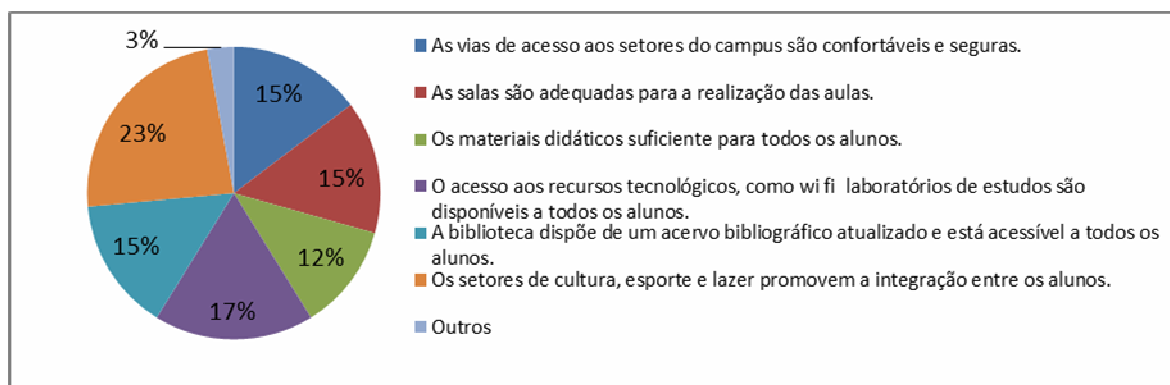 3%
15%
15%
12%
17%
15%
23%
As vias de acesso aos setores do campus são confortáveis e seguras.
As salas são adequadas para a realização das aulas.
Os materiais didáticos suficiente para todos os alunos.
O acesso aos recursos tecnológicos, como wi fi  laboratórios de estudos são
disponíveis a todos os alunos.
A biblioteca dispõe de um acervo bibliográfico atualizado e está acessível a todos os
alunos.
Os setores de cultura, esporte e lazer promovem a integração entre os alunos.
Outros